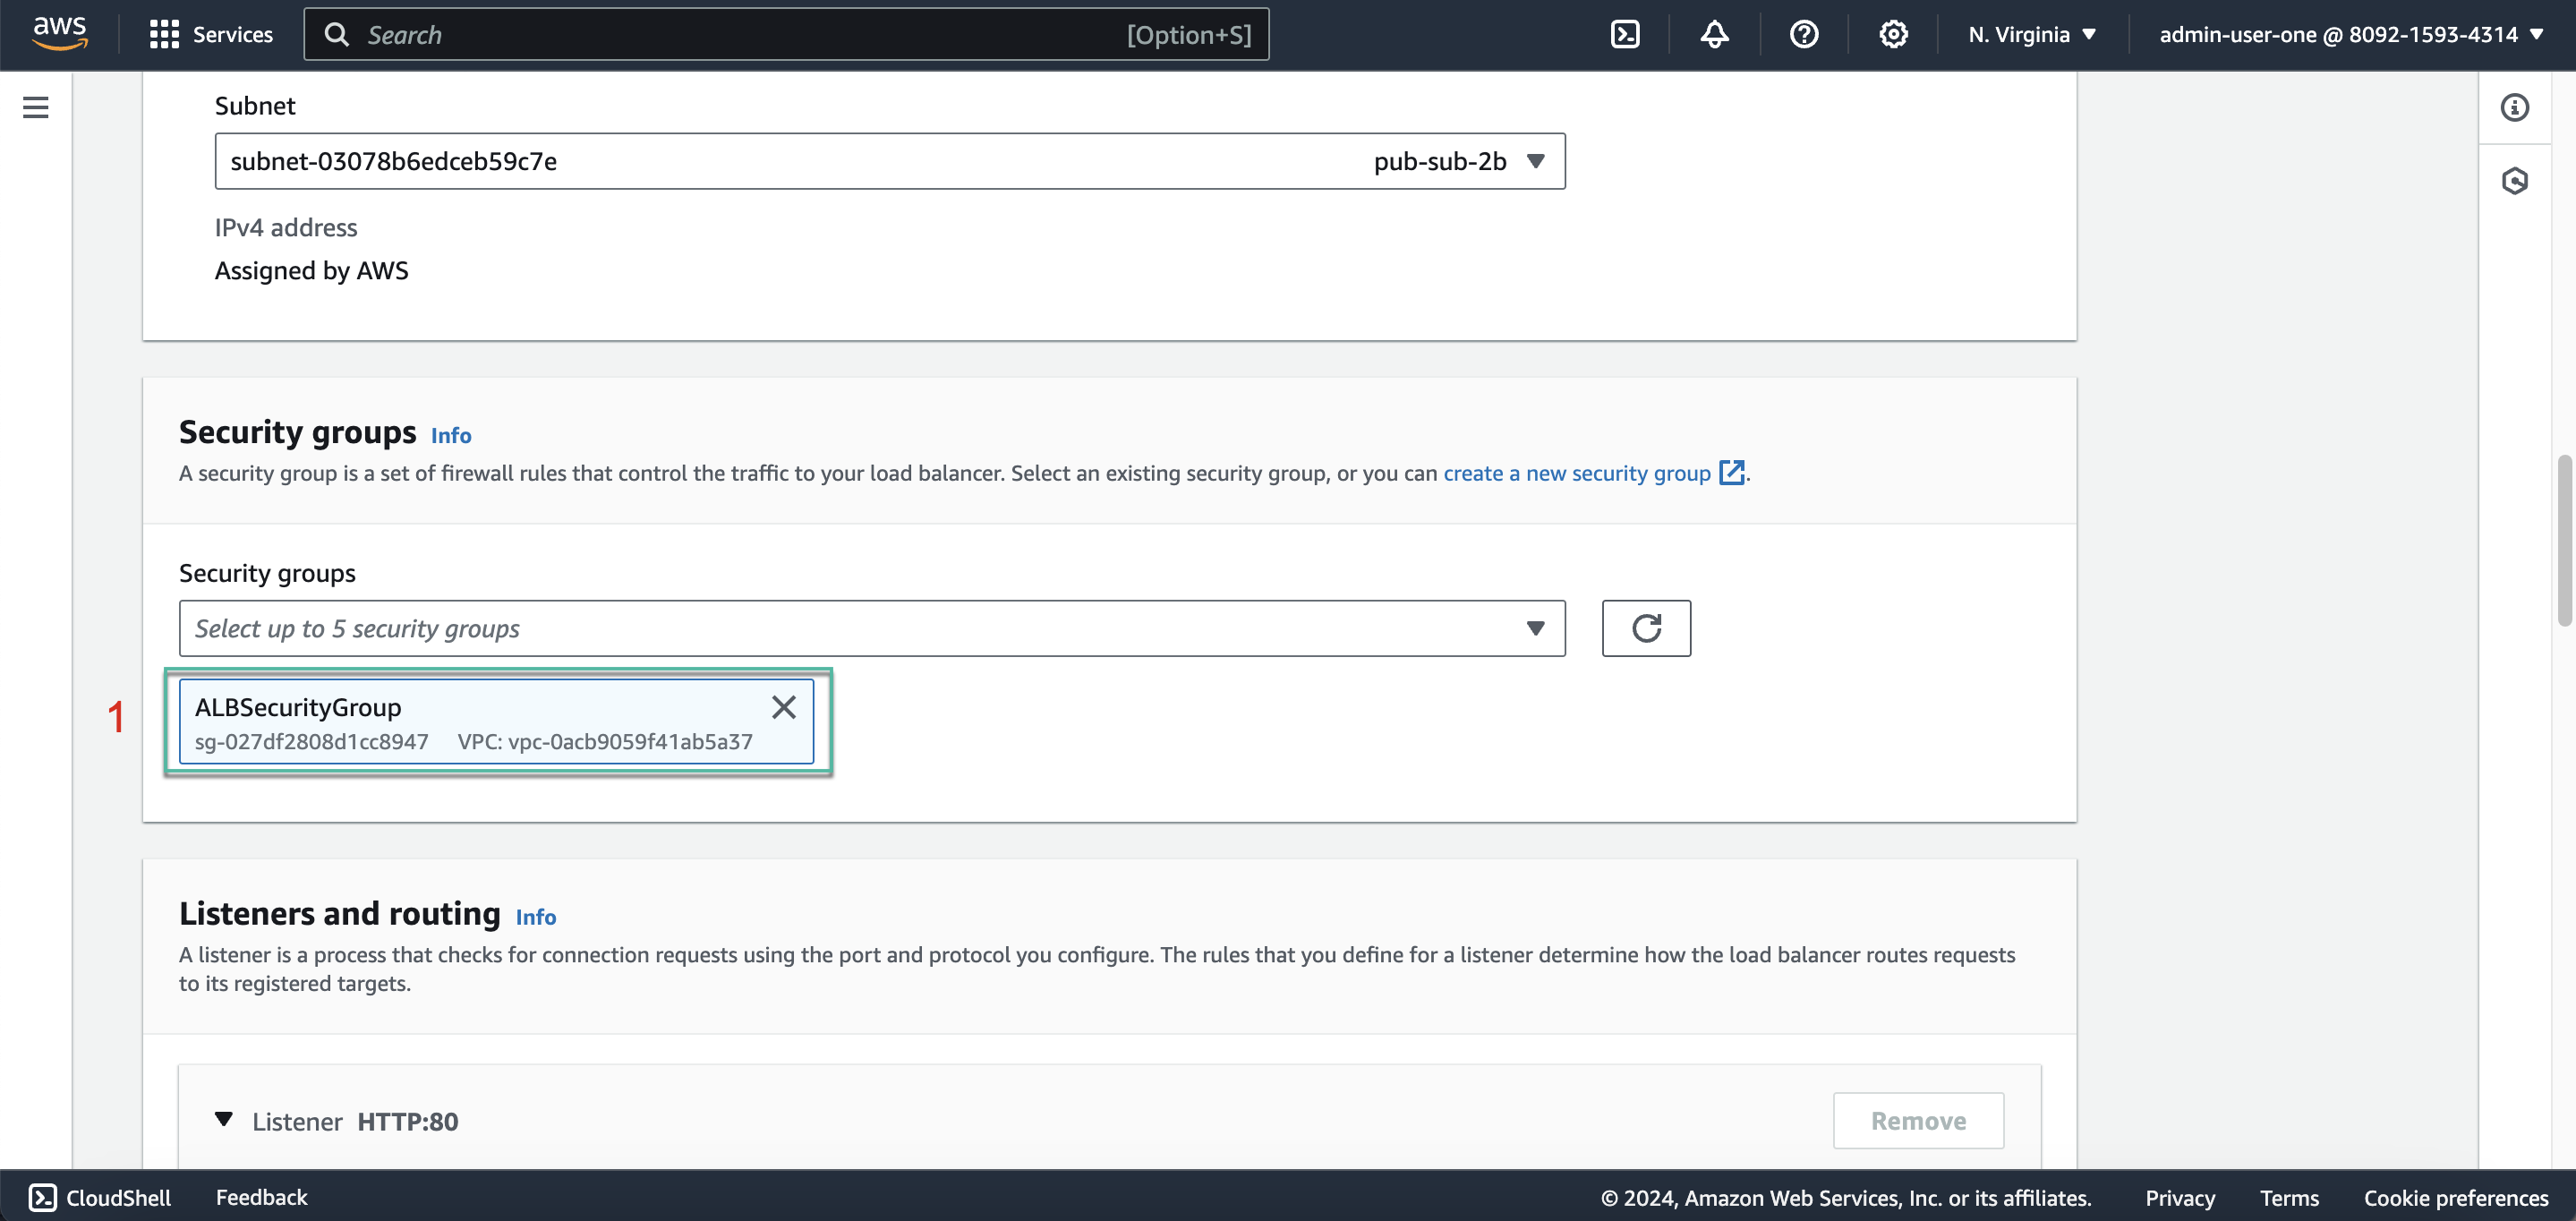 aws
Services
Search
[Option+S]
N. Virginia
admin-user-one @ 8092-1593-4314
Subnet
subnet-03078b6edceb59c7e
pub-sub-2b
IPv4 address
Assigned by AWS
Security groups Info
A security group is a set of firewall rules that control the traffic to your load balancer. Select an existing security group, or you can create a new security group.
Security groups
Select up to 5 security groups
1
ALBSecurityGroup
sg-027df2808d1cc8947 VPC: vpc-0acb9059f41ab5a37
Listeners and routing Info
A listener is a process that checks for connection requests using the port and protocol you configure. The rules that you define for a listener determine how the load balancer routes requests
to its registered targets.
Listener HTTP:80
Remove
CloudShell
Feedback
© 2024, Amazon Web Services, Inc. or its affiliates.
Privacy
Terms
Cookie preferences